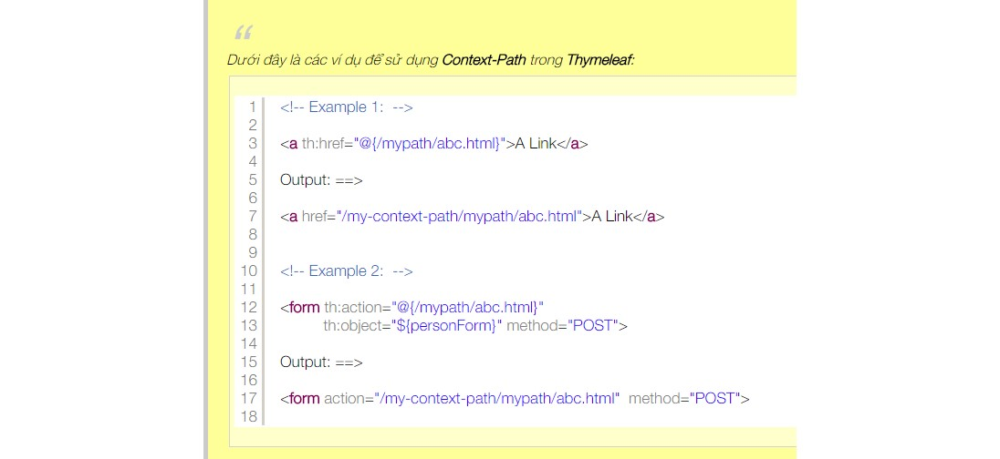 “
Dưới đây là các ví dụ để sử dụng Context-Path trong Thymeleaf:
1 <!-- Example 1:  -->
2
3 <a th:href="@{/mypath/abc.html}">A Link</a>
4
5 Output: ==>
6
7 <a href="/my-context-path/mypath/abc.html">A Link</a>
8
9
10 <!-- Example 2:  -->
11
12 <form th:action="@{/mypath/abc.html}"
13           th:object="${personForm}" method="POST">
14
15 Output: ==>
16
17 <form action="/my-context-path/mypath/abc.html"  method="POST">
18